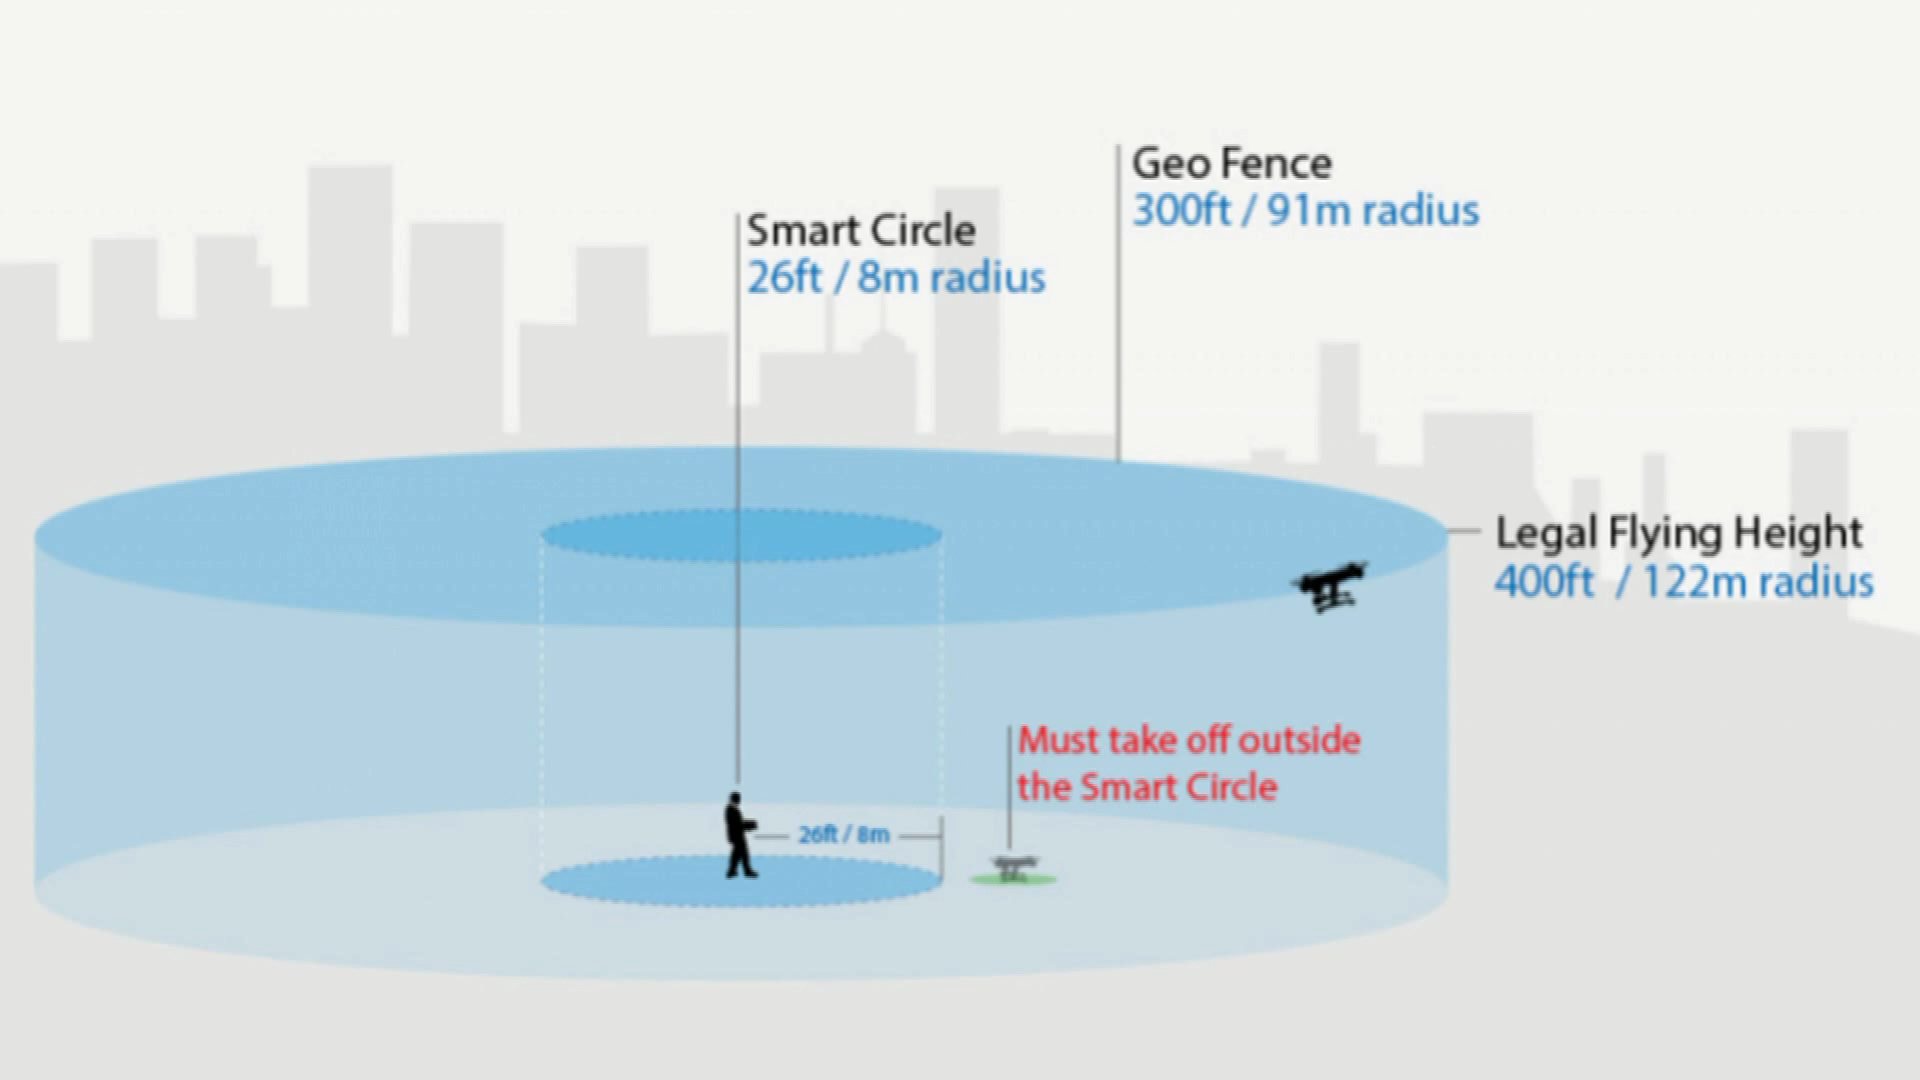 Geo Fence
300ft / 91m radius
Smart Circle
26ft / 8m radius
Legal Flying Height
400ft / 122m radius
Must take off outside
the Smart Circle
26ft / 8m